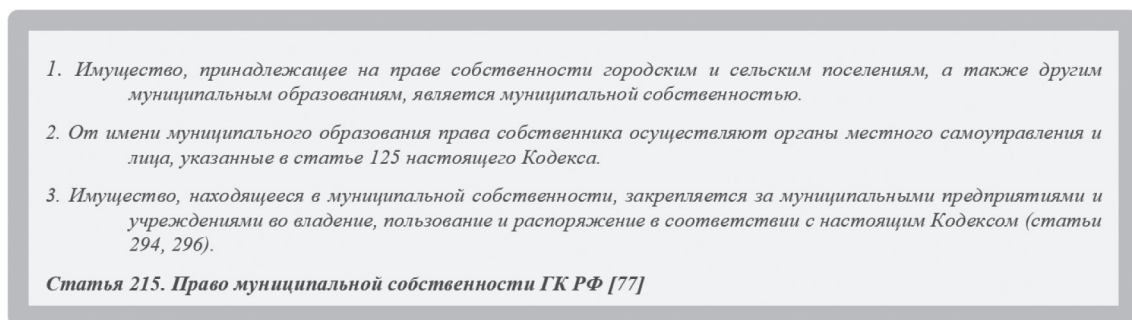 1. Имущество, принадлежащее на праве собственности городским и сельским поселениям, а также другим
муниципальным образованиям, является муниципальной собственностью.
2. От имени муниципального образования права собственника осуществляют органы местного самоуправления и
лица, указанные в статье 125 настоящего Кодекса.
3. Имущество, находящееся в муниципальной собственности, закрепляется за муниципальными предприятиями и
учреждениями во владение, пользование и распоряжение в соответствии с настоящим Кодексом (статьи
294, 296).
Статья 215. Право муниципальной собственности ГК РФ [77]